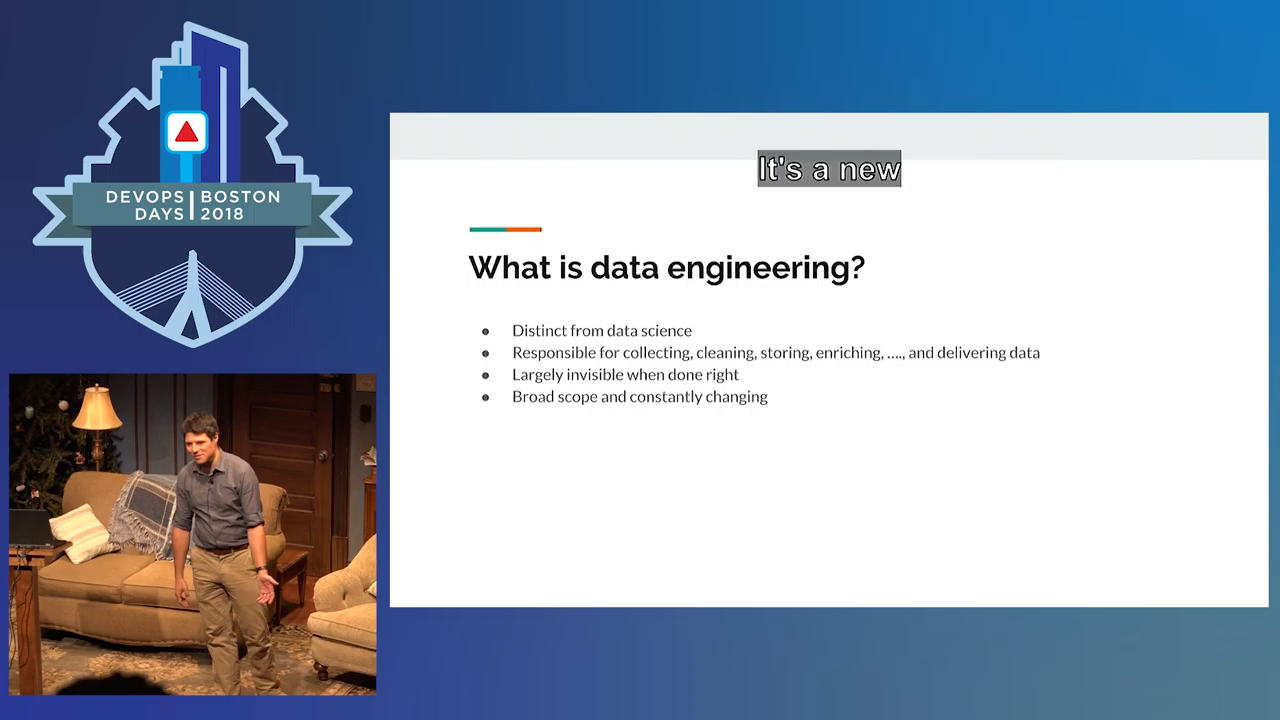 DEVOPS BOSTON
DAYS 2018
It's a new
What is data engineering?
● Distinct from data science
● Responsible for collecting, cleaning, storing, enriching, ...., and delivering data
● Largely invisible when done right
● Broad scope and constantly changing